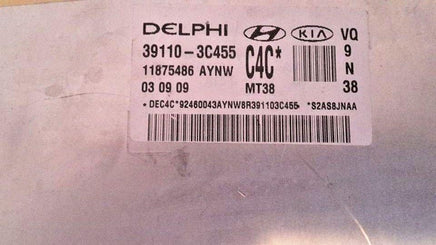 DELPHI KIA VQ
39110-3C455 C4C* 9
11875486 AYNW N
03 09 09 MT38 38
*DEC4C*92460043AYNW8R391103C455 *S2AS8JNAA